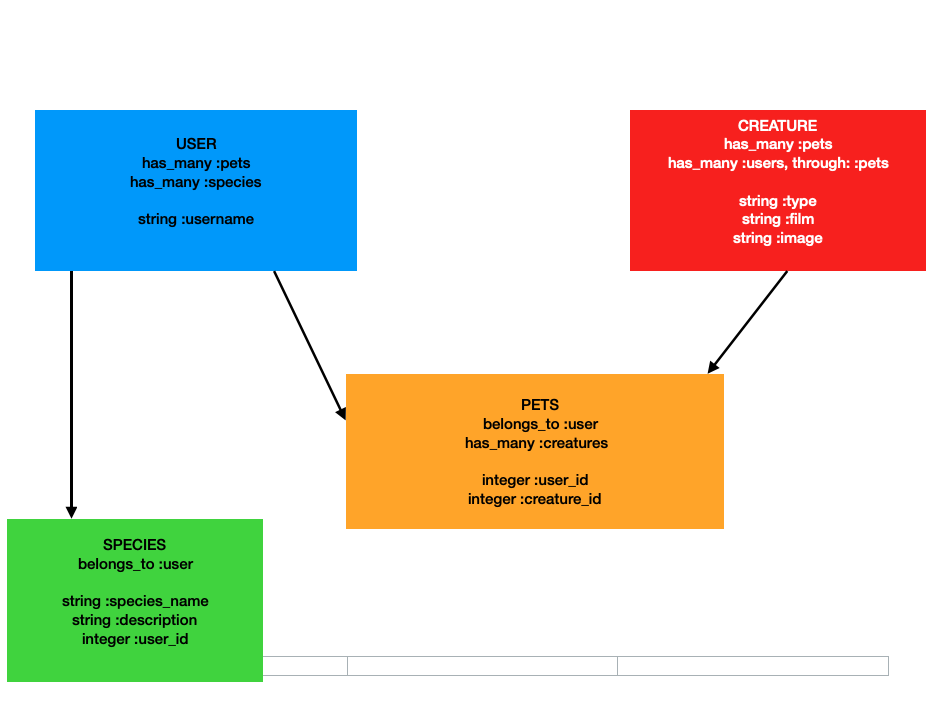 USER
has_many :pets
has_many :species
string :username
CREATURE
has_many :pets
has_many :users, through: :pets
string :type
string :film
string :image
PETS
belongs_to :user
has_many :creatures
integer :user_id
integer :creature_id
SPECIES
belongs_to :user
string :species_name
string :description
integer :user_id